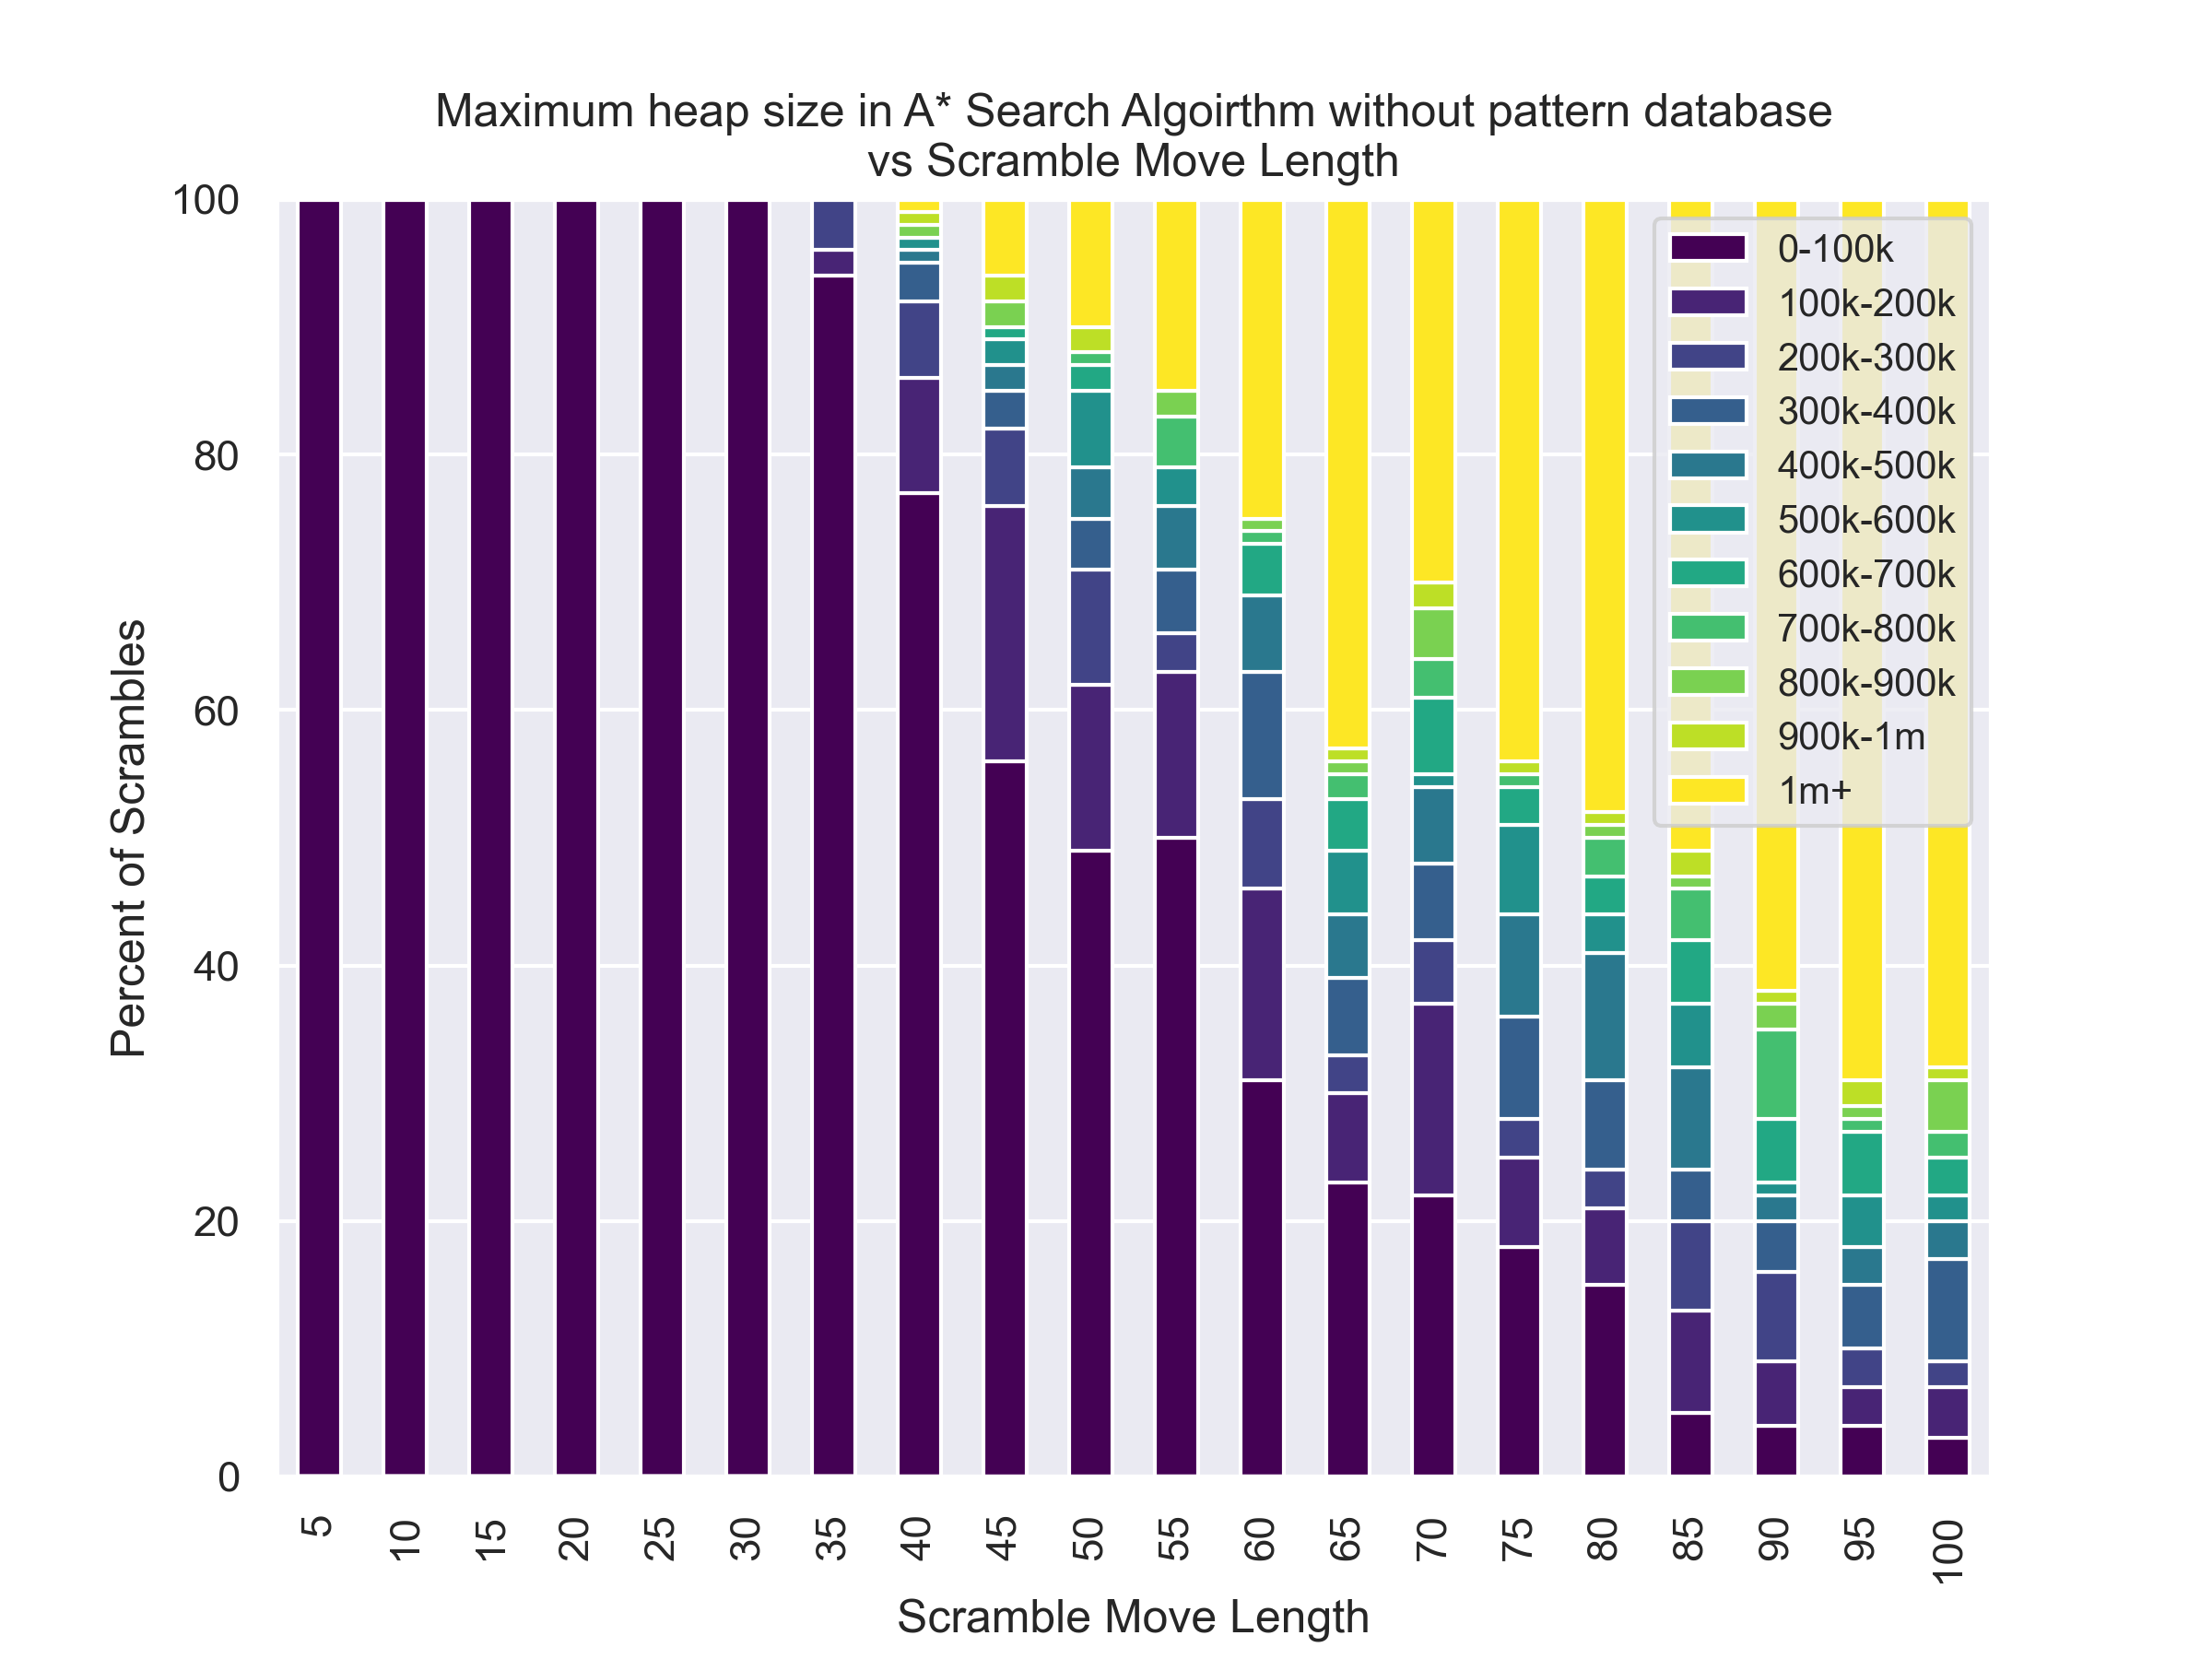 Maximum heap size in A* Search Algoirthm without pattern database
vs Scramble Move Length
100
80
60
40
20
0
Percent of Scrambles
0-100k
100k-200k
200k-300k
300k-400k
400k-500k
500k-600k
600k-700k
700k-800k
800k-900k
900k-1m
1m+
5 10 15 20 25 30 35 40 45 50 55 60 65 70 75 80 85 90 95 100
Scramble Move Length